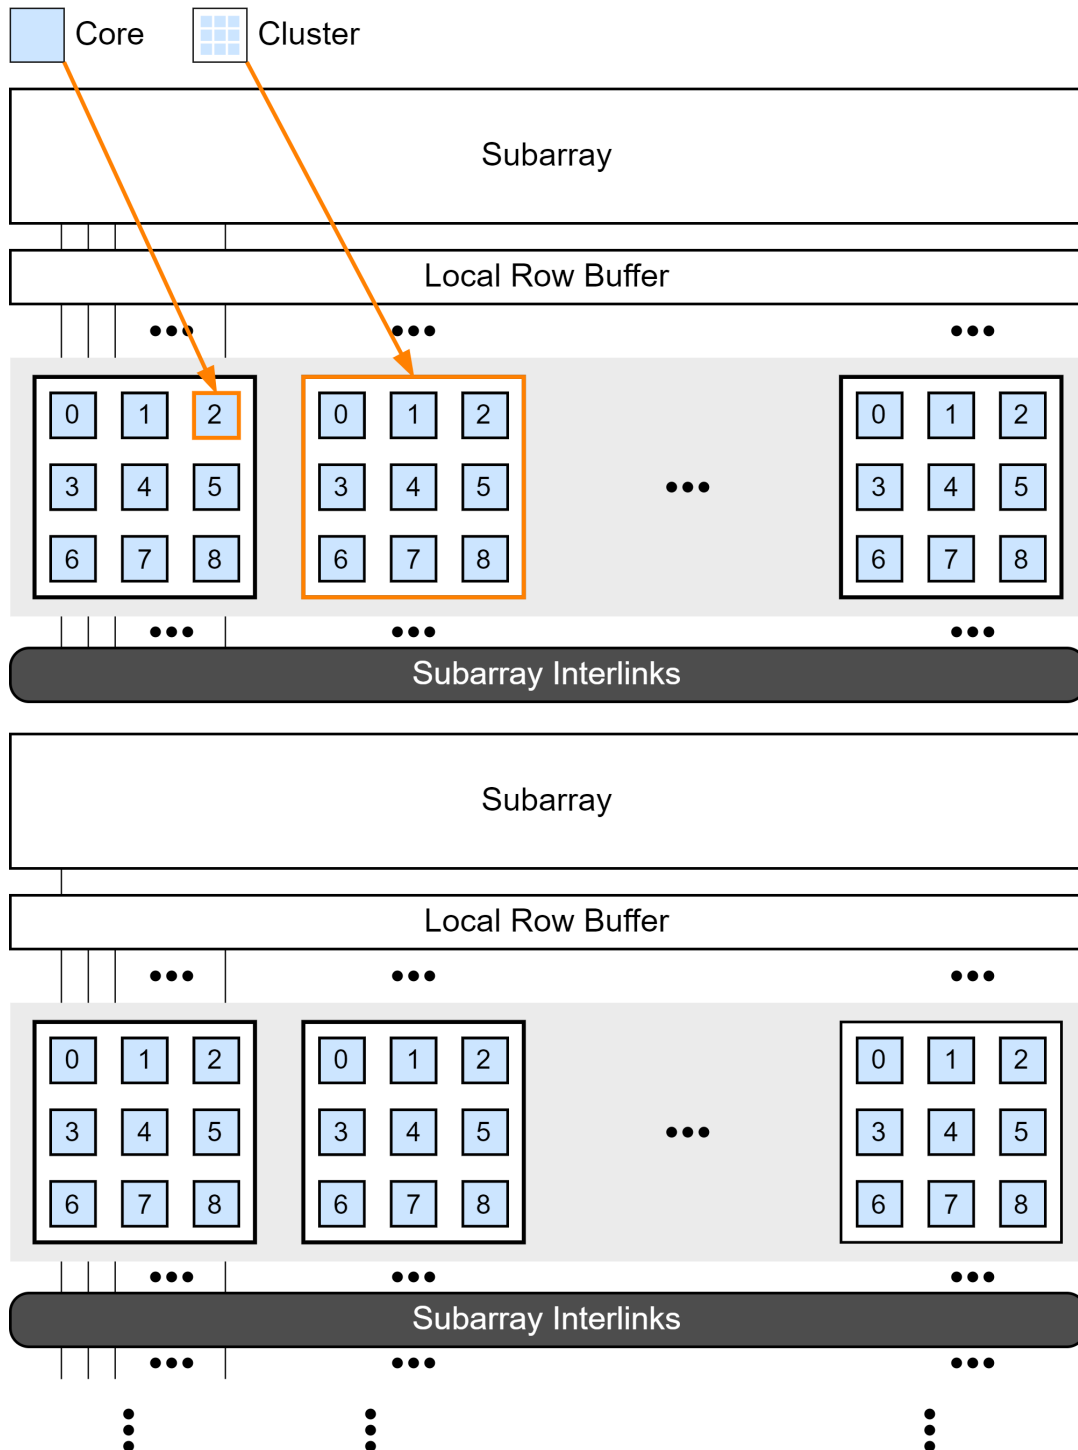 Core Cluster
Subarray
Local Row Buffer
0 1 2 0 1 2 0 1 2
3 4 5 3 4 5 3 4 5
6 7 8 6 7 8 6 7 8
Subarray Interlinks
Subarray
Local Row Buffer
0 1 2 0 1 2 0 1 2
3 4 5 3 4 5 3 4 5
6 7 8 6 7 8 6 7 8
Subarray Interlinks